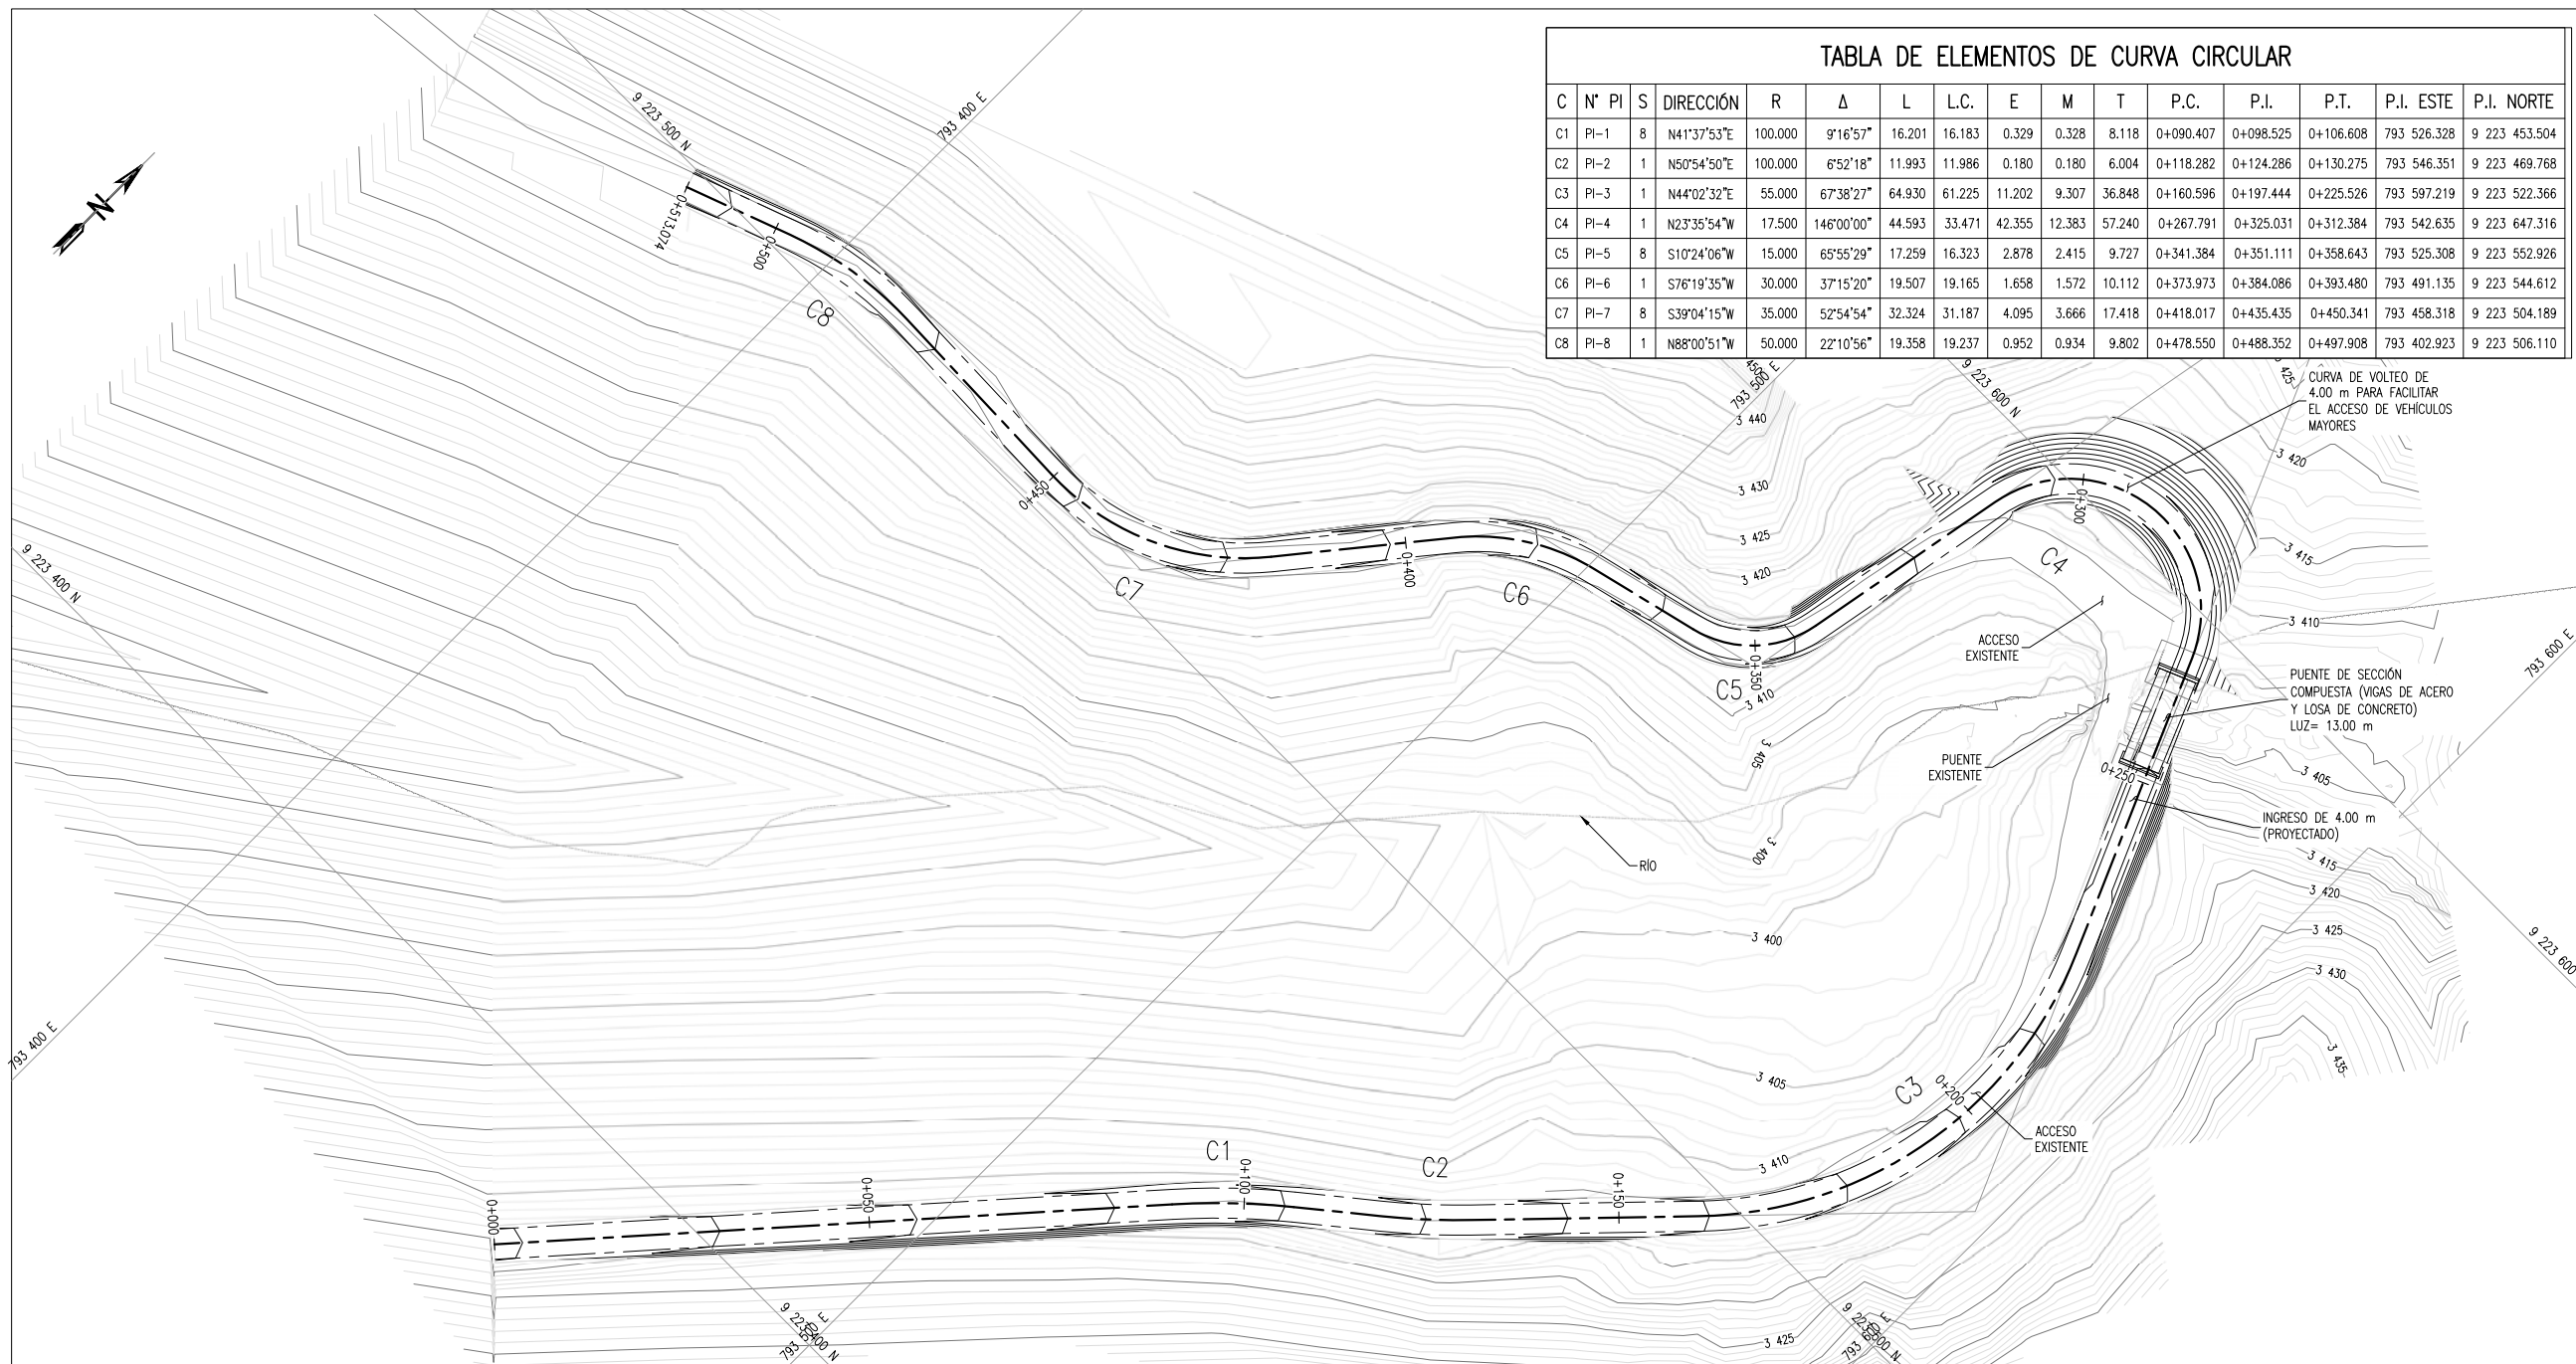 TABLA DE ELEMENTOS DE CURVA CIRCULAR
C N° PI S DIRECCIÓN R Δ L L.C. E M T P.C. P.I. P.T. P.I. ESTE P.I. NORTE
C1 PI-1 8 N41°37'53"E 100.000 9°16'57" 16.201 16.183 0.329 0.328 8.118 0+090.407 0+098.525 0+106.608 793 526.328 9 223 453.504
C2 PI-2 1 N50°54'50"E 100.000 6°52'18" 11.993 11.986 0.180 0.180 6.004 0+118.282 0+124.286 0+130.275 793 546.351 9 223 469.768
C3 PI-3 1 N44°02'32"E 55.000 67°38'27" 64.930 61.225 11.202 9.307 36.848 0+160.596 0+197.444 0+225.526 793 597.219 9 223 522.366
C4 PI-4 1 N23°35'54"W 17.500 146°00'00" 44.593 33.471 42.355 12.383 57.240 0+267.791 0+325.031 0+312.384 793 542.635 9 223 647.316
C5 PI-5 8 S10°24'06"W 15.000 65°55'29" 17.259 16.323 2.878 2.415 9.727 0+341.384 0+351.111 0+358.643 793 525.308 9 223 552.926
C6 PI-6 1 S76°19'35"W 30.000 37°15'20" 19.507 19.165 1.658 1.572 10.112 0+373.973 0+384.086 0+393.480 793 491.135 9 223 544.612
C7 PI-7 8 S39°04'15"W 35.000 52°54'54" 32.324 31.187 4.095 3.666 17.418 0+418.017 0+435.435 0+450.341 793 458.318 9 223 504.189
C8 PI-8 1 N88°00'51"W 50.000 22°10'56" 19.358 19.237 0.952 0.934 9.802 0+478.550 0+488.352 0+497.908 793 402.923 9 223 506.110
9 223 500 N
793 400 E
N
0+513.074
0+500
C8
793 500 E
9 223 600 N
425
CURVA DE VOLTEO DE
4.00 m PARA FACILITAR
EL ACCESO DE VEHÍCULOS
MAYORES
3 440
3 420
3 430
0+450
0+300
3 425
3 415
9 223 400 N
C7
0+400
C6
3 420
C4
3 410
ACCESO
EXISTENTE
0+350
C5
3 410
793 600 E
PUENTE DE SECCIÓN
COMPUESTA (VIGAS DE ACERO
Y LOSA DE CONCRETO)
LUZ= 13.00 m
3 405
PUENTE
EXISTENTE
0+250
3 405
INGRESO DE 4.00 m
(PROYECTADO)
3 400
RÍO
3 415
3 420
3 400
3 425
9 223 600
3 430
793 400 E
3 435
3 405
C3
0+200
ACCESO
EXISTENTE
C1
C2
3 410
0+000
0+050
0+100
0+150
9 223 400 N
3 425